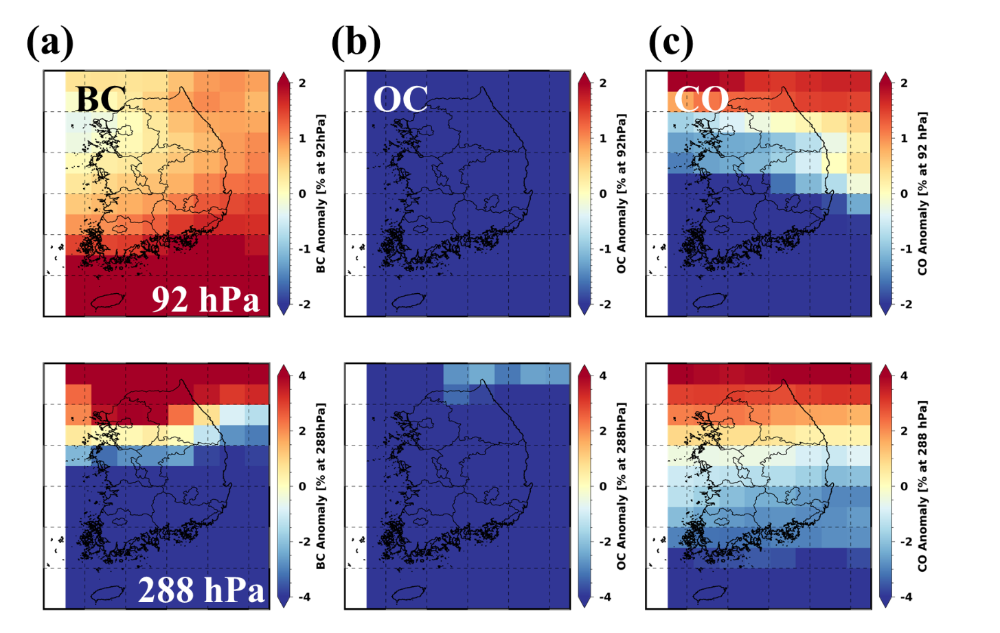 (a)
(b)
(c)
BC
92 hPa
2
1
0
-1
-2
BC Anomaly [% at 92hPa]
OC
2
1
0
-1
-2
OC Anomaly [% at 92hPa]
CO
2
1
0
-1
-2
CO Anomaly [% at 92 hPa]
288 hPa
4
2
0
-2
-4
BC Anomaly [% at 288hPa]
4
2
0
-2
-4
OC Anomaly [% at 288hPa]
4
2
0
-2
-4
CO Anomaly [% at 288 hPa]